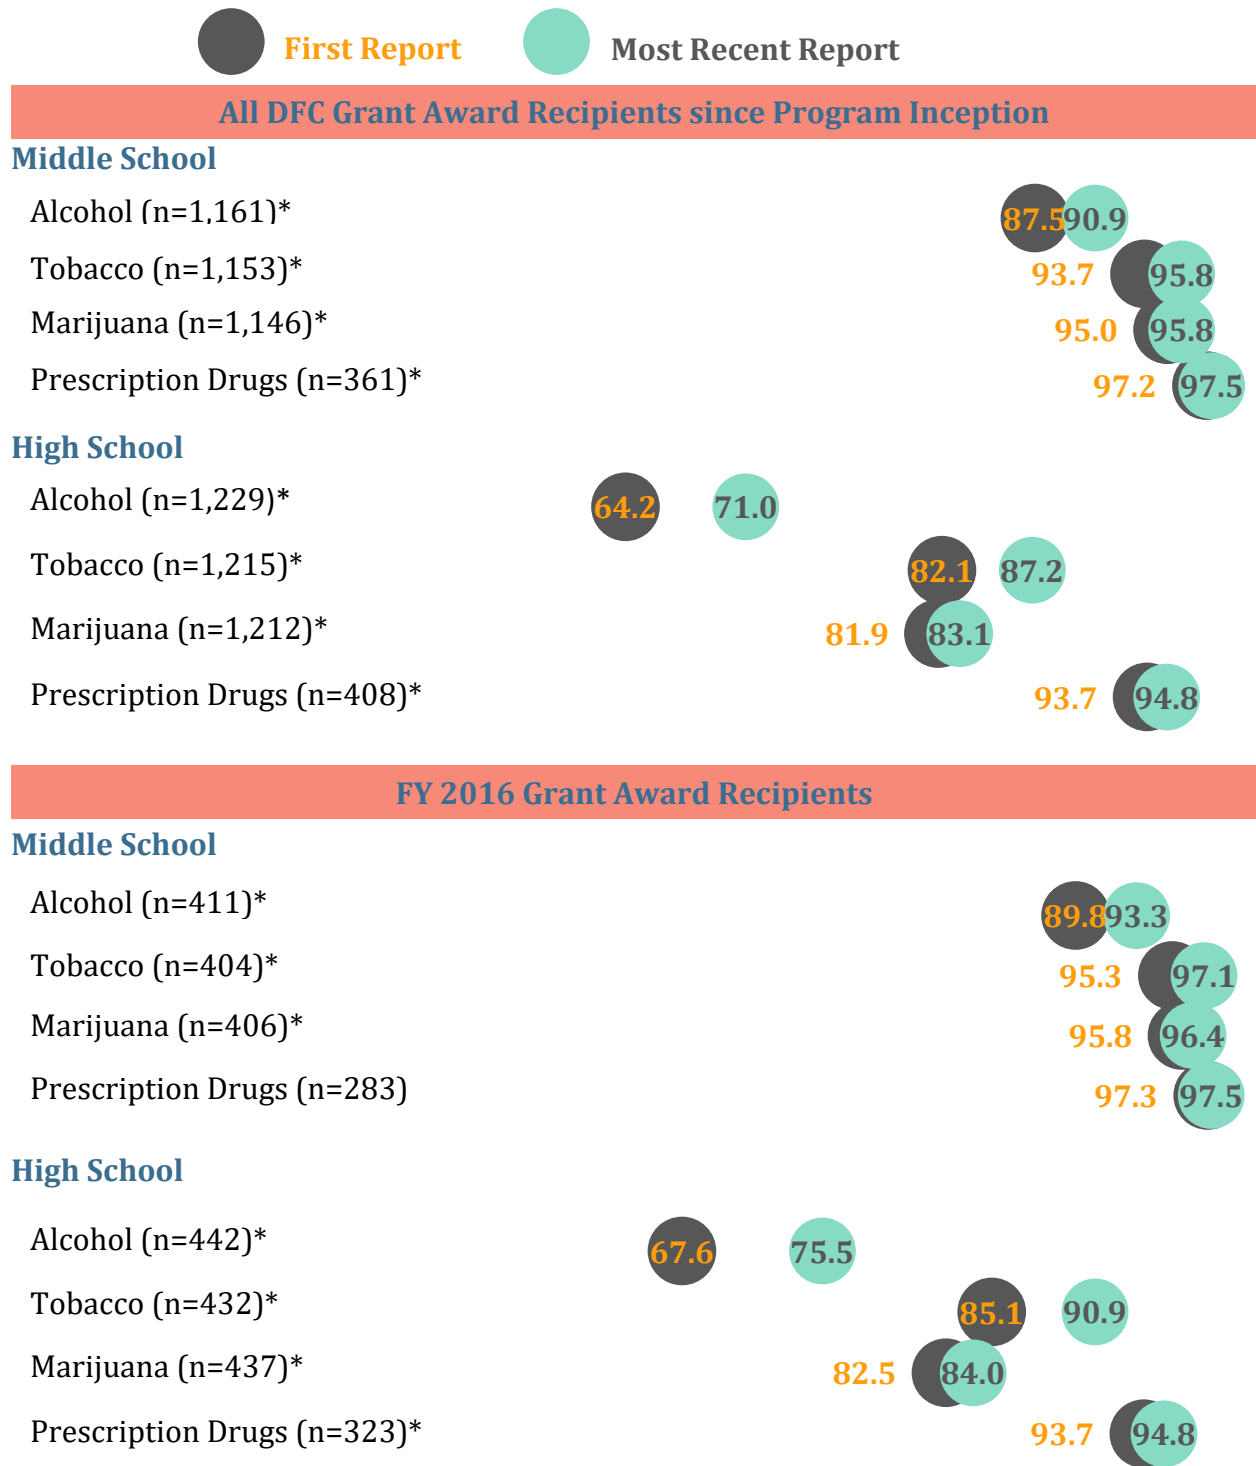 First Report Most Recent Report
All DFC Grant Award Recipients since Program Inception
Middle School
Alcohol (n=1,161)* 87.5 90.9
Tobacco (n=1,153)* 93.7 95.8
Marijuana (n=1,146)* 95.0 95.8
Prescription Drugs (n=361)* 97.2 97.5
High School
Alcohol (n=1,229)* 64.2 71.0
Tobacco (n=1,215)* 82.1 87.2
Marijuana (n=1,212)* 81.9 83.1
Prescription Drugs (n=408)* 93.7 94.8
FY 2016 Grant Award Recipients
Middle School
Alcohol (n=411)* 89.8 93.3
Tobacco (n=404)* 95.3 97.1
Marijuana (n=406)* 95.8 96.4
Prescription Drugs (n=283) 97.3 97.5
High School
Alcohol (n=442)* 67.6 75.5
Tobacco (n=432)* 85.1 90.9
Marijuana (n=437)* 82.5 84.0
Prescription Drugs (n=323)* 93.7 94.8